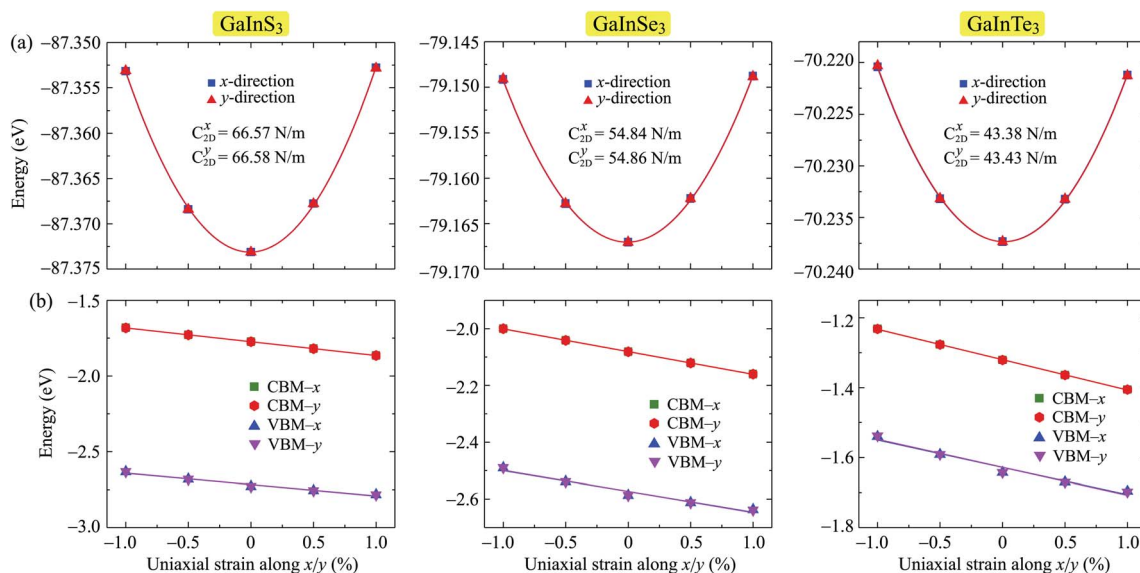 GaInS₃ GaInSe₃ GaInTe₃
(a)
Energy (eV)
−87.350
−87.355
−87.360
−87.365
−87.370
−87.375
x-direction
y-direction
Cˣ₂D = 66.57 N/m
Cʸ₂D = 66.58 N/m
−79.145
−79.150
−79.155
−79.160
−79.165
−79.170
x-direction
y-direction
Cˣ₂D = 54.84 N/m
Cʸ₂D = 54.86 N/m
−70.220
−70.225
−70.230
−70.235
−70.240
x-direction
y-direction
Cˣ₂D = 43.38 N/m
Cʸ₂D = 43.43 N/m
(b)
Energy (eV)
−1.5
−2.0
−2.5
−3.0
CBM–x
CBM–y
VBM–x
VBM–y
−1.0 −0.5 0 0.5 1.0
Uniaxial strain along x/y (%)
−2.0
−2.2
−2.4
−2.6
CBM–x
CBM–y
VBM–x
VBM–y
−1.0 −0.5 0 0.5 1.0
Uniaxial strain along x/y (%)
−1.2
−1.4
−1.6
−1.8
CBM–x
CBM–y
VBM–x
VBM–y
−1.0 −0.5 0 0.5 1.0
Uniaxial strain along x/y (%)